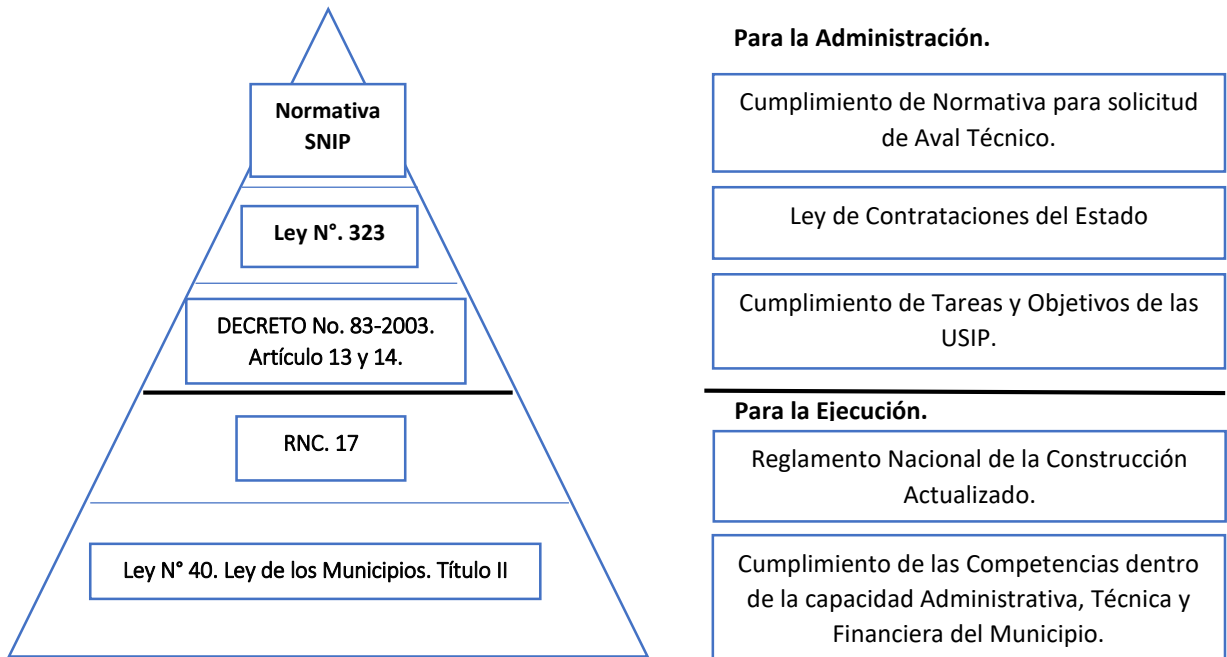 Normativa
SNIP
Ley N°. 323
DECRETO No. 83-2003.
Artículo 13 y 14.
RNC. 17
Ley N° 40. Ley de los Municipios. Título II
Para la Administración.
Cumplimiento de Normativa para solicitud
de Aval Técnico.
Ley de Contrataciones del Estado
Cumplimiento de Tareas y Objetivos de las
USIP.
Para la Ejecución.
Reglamento Nacional de la Construcción
Actualizado.
Cumplimiento de las Competencias dentro
de la capacidad Administrativa, Técnica y
Financiera del Municipio.